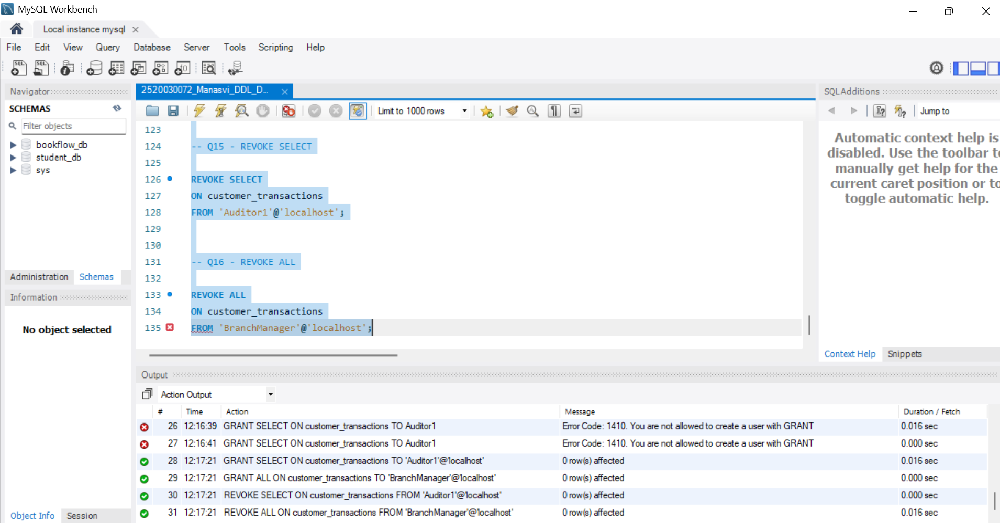 MySQL Workbench
Local instance mysql
File Edit View Query Database Server Tools Scripting Help
Navigator
SCHEMAS
Filter objects
bookflow_db
student_db
sys
Administration Schemas
Information
No object selected
Object Info Session
2520030072_Manasvi_DDL_D...
Limit to 1000 rows
123
124 -- Q15 - REVOKE SELECT
125
126 REVOKE SELECT
127 ON customer_transactions
128 FROM 'Auditor1'@'localhost';
129
130
131 -- Q16 - REVOKE ALL
132
133 REVOKE ALL
134 ON customer_transactions
135 FROM 'BranchManager'@'localhost';
SQLAdditions
Jump to
Automatic context help is
disabled. Use the toolbar to
manually get help for the
current caret position or to
toggle automatic help.
Context Help Snippets
Output
Action Output
# Time Action Message Duration / Fetch
26 12:16:39 GRANT SELECT ON customer_transactions TO Auditor1 Error Code: 1410. You are not allowed to create a user with GRANT 0.016 sec
27 12:16:41 GRANT SELECT ON customer_transactions TO Auditor1 Error Code: 1410. You are not allowed to create a user with GRANT 0.000 sec
28 12:17:21 GRANT SELECT ON customer_transactions TO 'Auditor1'@'localhost' 0 row(s) affected 0.016 sec
29 12:17:21 GRANT ALL ON customer_transactions TO 'BranchManager'@'localhost' 0 row(s) affected 0.000 sec
30 12:17:21 REVOKE SELECT ON customer_transactions FROM 'Auditor1'@'localhost' 0 row(s) affected 0.000 sec
31 12:17:21 REVOKE ALL ON customer_transactions FROM 'BranchManager'@'localhost' 0 row(s) affected 0.016 sec